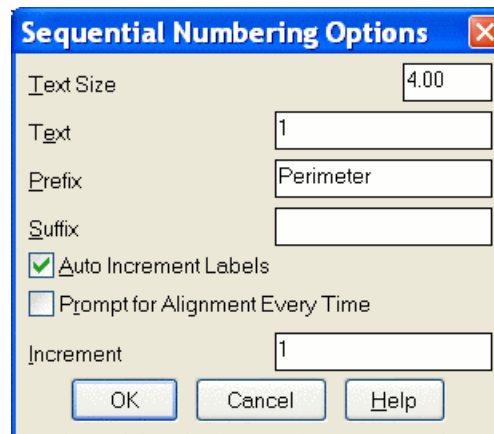 Sequential Numbering Options
Text Size 4.00
Text 1
Prefix Perimeter
Suffix
Auto Increment Labels
Prompt for Alignment Every Time
Increment 1
OK Cancel Help